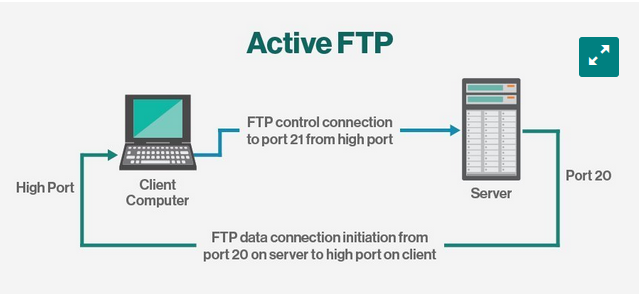 Active FTP
FTP control connection
to port 21 from high port
High Port
Client
Computer
Server
Port 20
FTP data connection initiation from
port 20 on server to high port on client